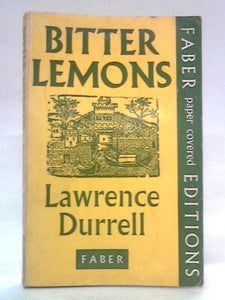 BITTER
LEMONS
Lawrence
Durrell
FABER
FABER paper covered EDITIONS